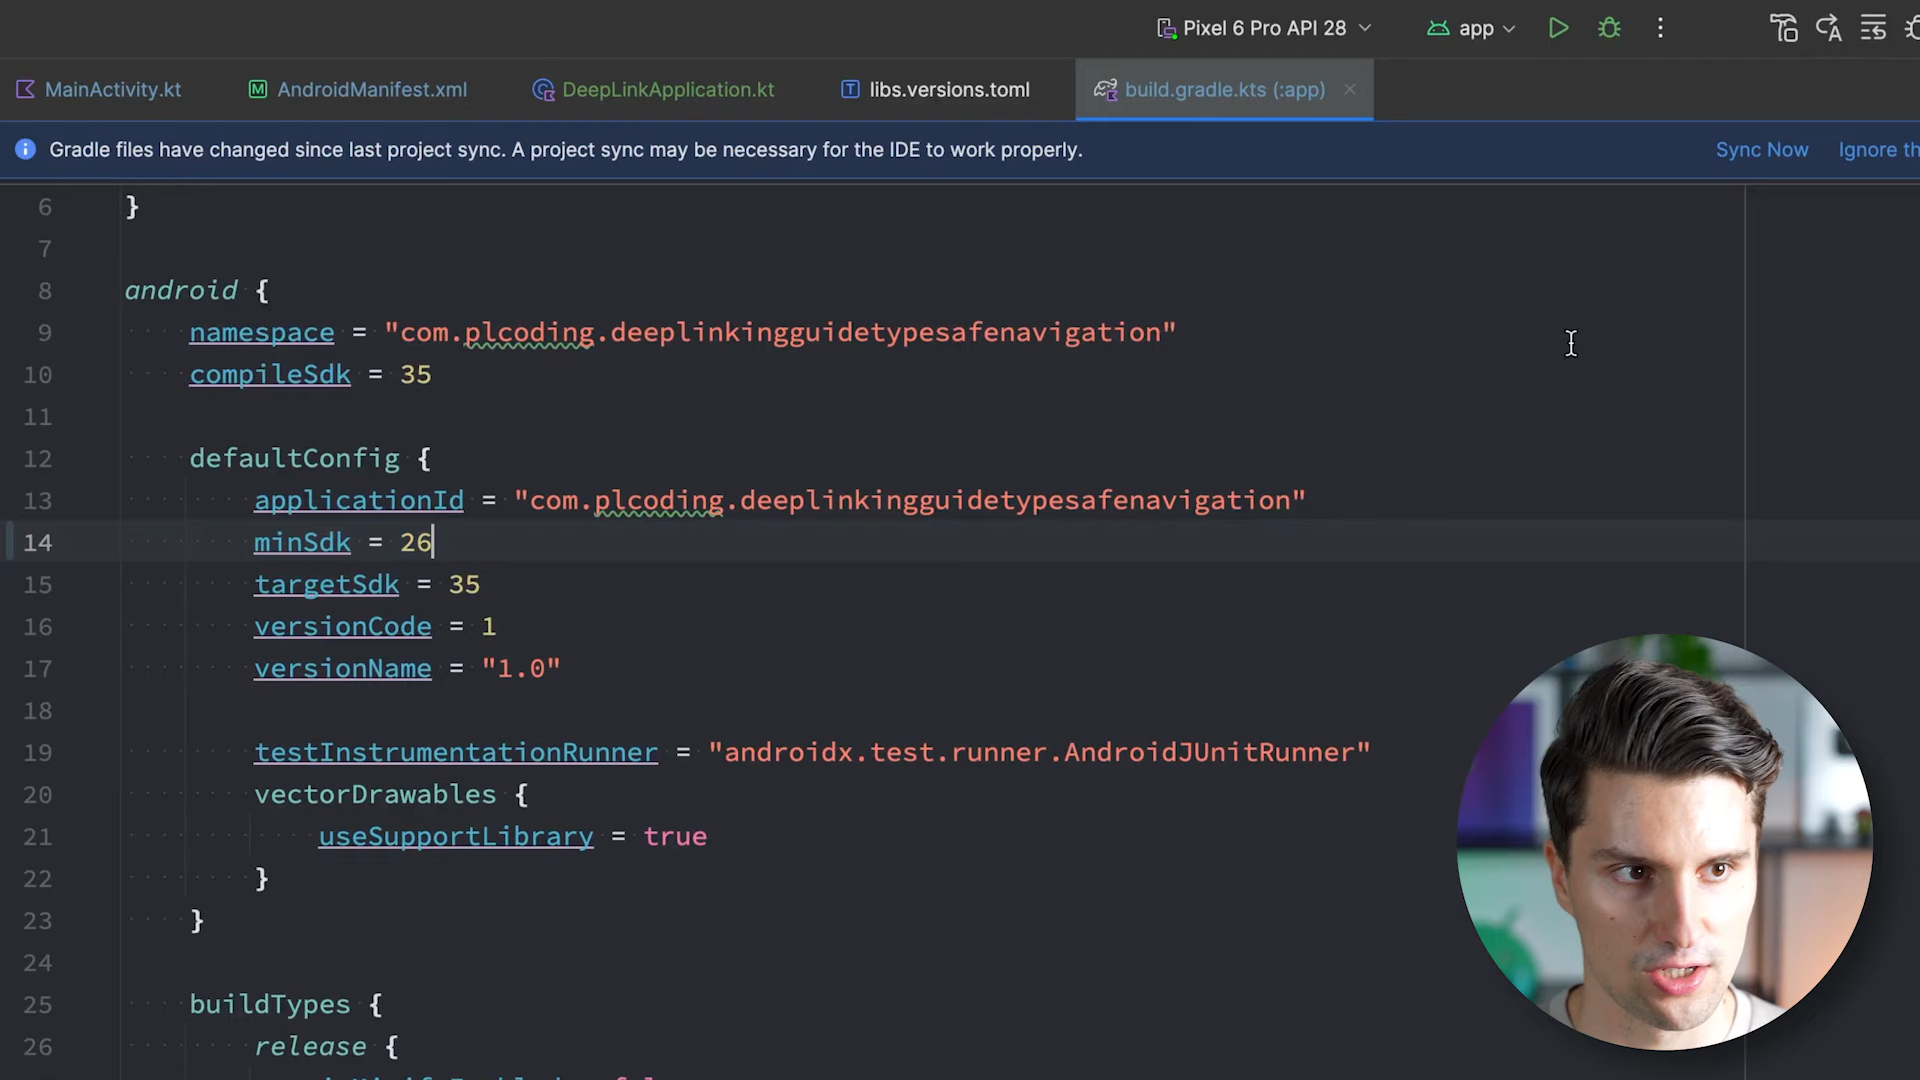 Pixel 6 Pro API 28
app
MainActivity.kt
AndroidManifest.xml
DeepLinkApplication.kt
libs.versions.toml
build.gradle.kts (:app)
Gradle files have changed since last project sync. A project sync may be necessary for the IDE to work properly.
Sync Now
Ignore th
6 }
7
8 android {
9 namespace = "com.plcoding.deeplinkingguidetypesafenavigation"
10 compileSdk = 35
11
12 defaultConfig {
13 applicationId = "com.plcoding.deeplinkingguidetypesafenavigation"
14 minSdk = 26
15 targetSdk = 35
16 versionCode = 1
17 versionName = "1.0"
18
19 testInstrumentationRunner = "androidx.test.runner.AndroidJUnitRunner"
20 vectorDrawables {
21 useSupportLibrary = true
22 }
23 }
24
25 buildTypes {
26 release {